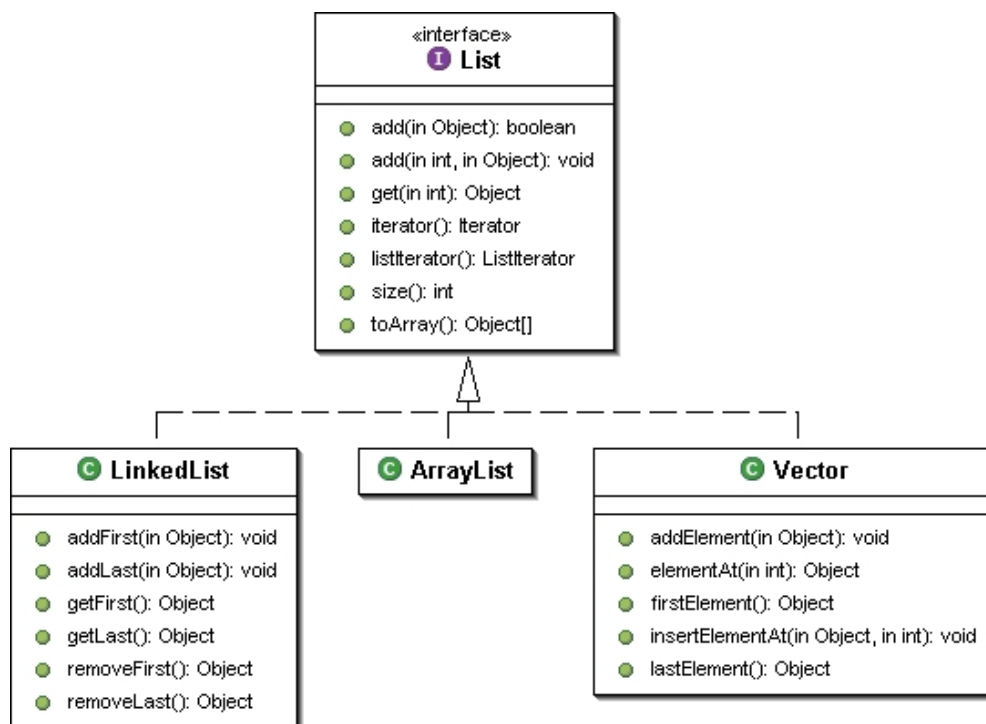 «interface»
I List
add(in Object): boolean
add(in int, in Object): void
get(in int): Object
iterator(): Iterator
listIterator(): ListIterator
size(): int
toArray(): Object[]
C LinkedList
addFirst(in Object): void
addLast(in Object): void
getFirst(): Object
getLast(): Object
removeFirst(): Object
removeLast(): Object
C ArrayList
C Vector
addElement(in Object): void
elementAt(in int): Object
firstElement(): Object
insertElementAt(in Object, in int): void
lastElement(): Object